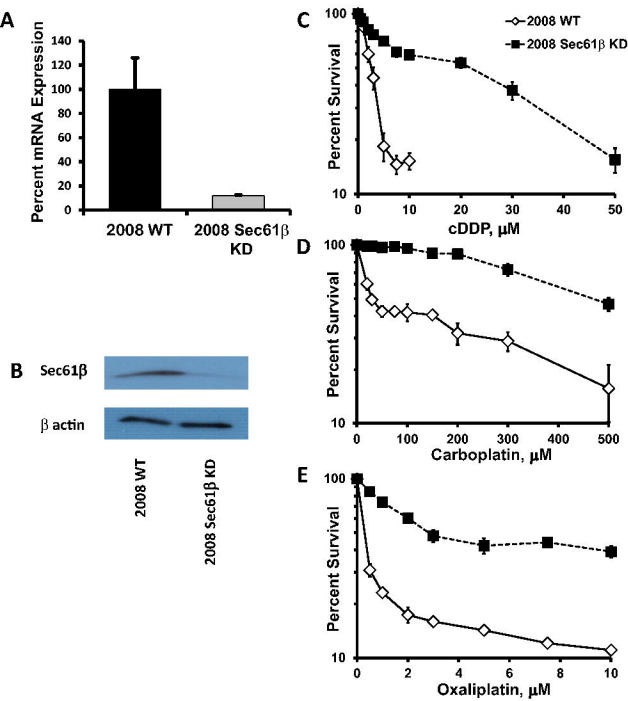 A
Percent mRNA Expression
140
120
100
80
60
40
20
0
2008 WT
2008 Sec61β
KD
B
Sec61β
β actin
2008 WT
2008 Sec61β KD
C
2008 WT
2008 Sec61β KD
Percent Survival
100
10
0
10
20
30
40
50
cDDP, µM
D
Percent Survival
100
10
0
100
200
300
400
500
Carboplatin, µM
E
Percent Survival
100
10
0
2
4
6
8
10
Oxaliplatin, µM